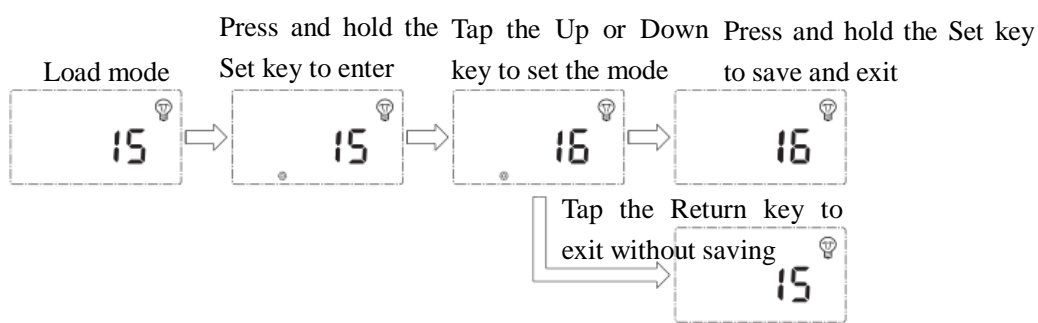 Load mode
Press and hold the
Set key to enter
Tap the Up or Down
key to set the mode
Press and hold the Set key
to save and exit
15
15
16
16
Tap the Return key to
exit without saving
15